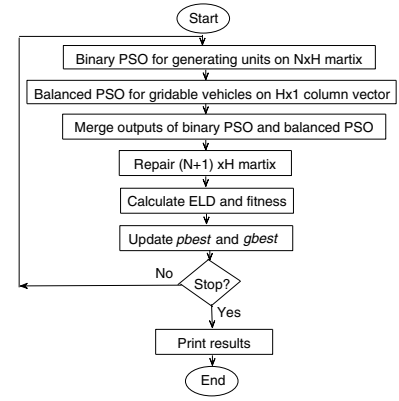 Start
Binary PSO for generating units on NxH martix
Balanced PSO for gridable vehicles on Hx1 column vector
Merge outputs of binary PSO and balanced PSO
Repair (N+1) xH martix
Calculate ELD and fitness
Update pbest and gbest
No
Stop?
Yes
Print results
End